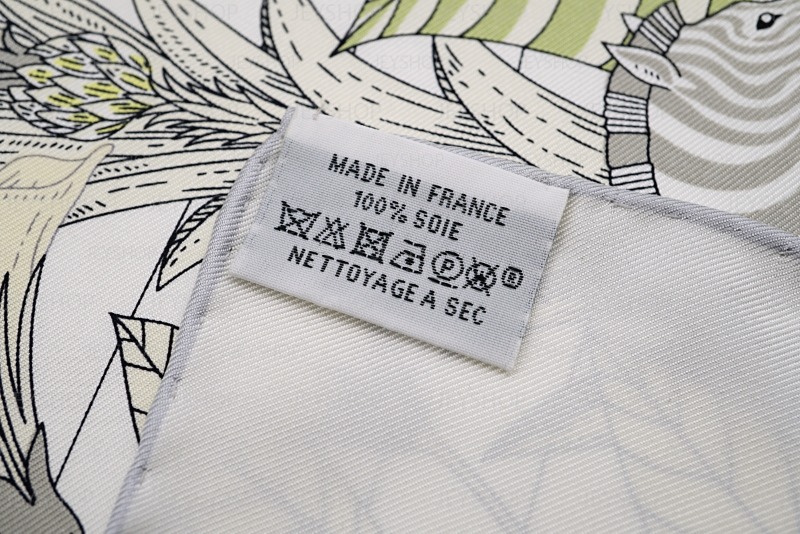 MADE IN FRANCE
100% SOIE
P W ®
NETTOYAGE A SEC